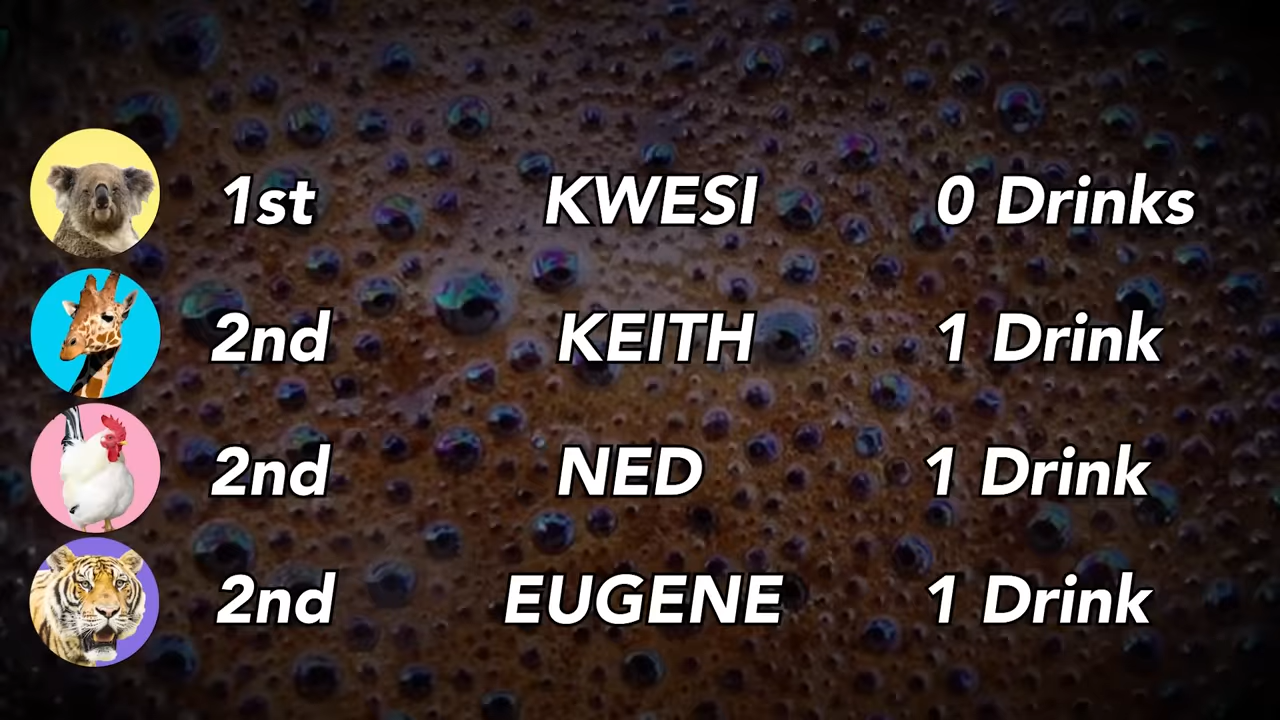 1st KWESI 0 Drinks
2nd KEITH 1 Drink
2nd NED 1 Drink
2nd EUGENE 1 Drink